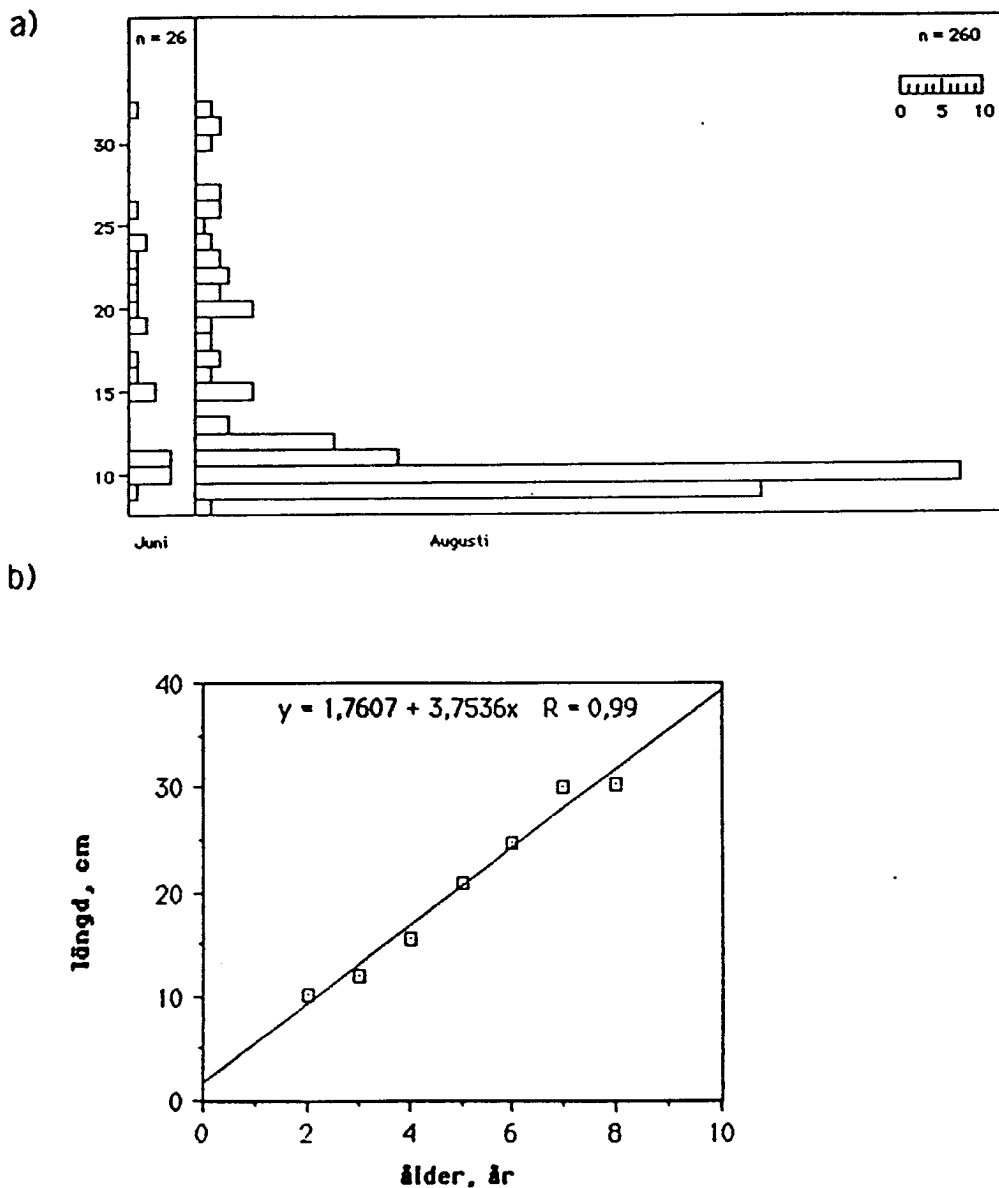 a)
n = 26
n = 260
0 5 10
30
25
20
15
10
Juni
Augusti
b)
y = 1,7607 + 3,7536x R = 0,99
40
30
20
10
0
0 2 4 6 8 10
längd, cm
ålder, år